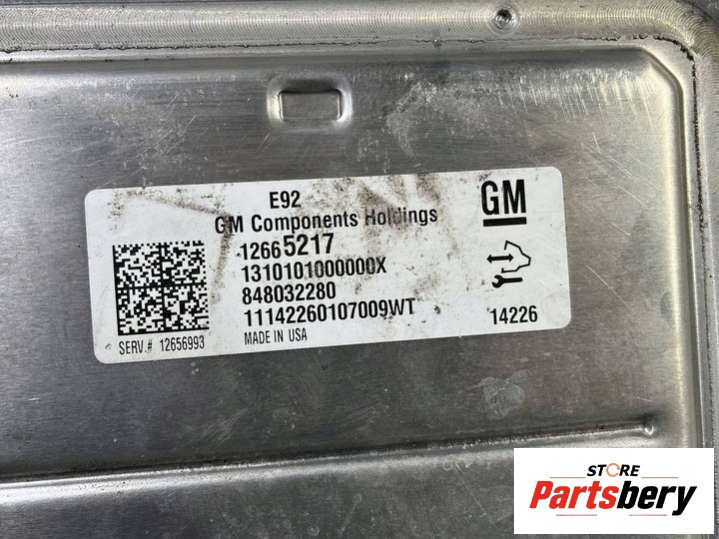 E92
GM Components Holdings
GM
12665217
1310101000000X
848032280
11142260107009WT
14226
SERV.# 12656993
MADE IN USA
STORE
Partsbery